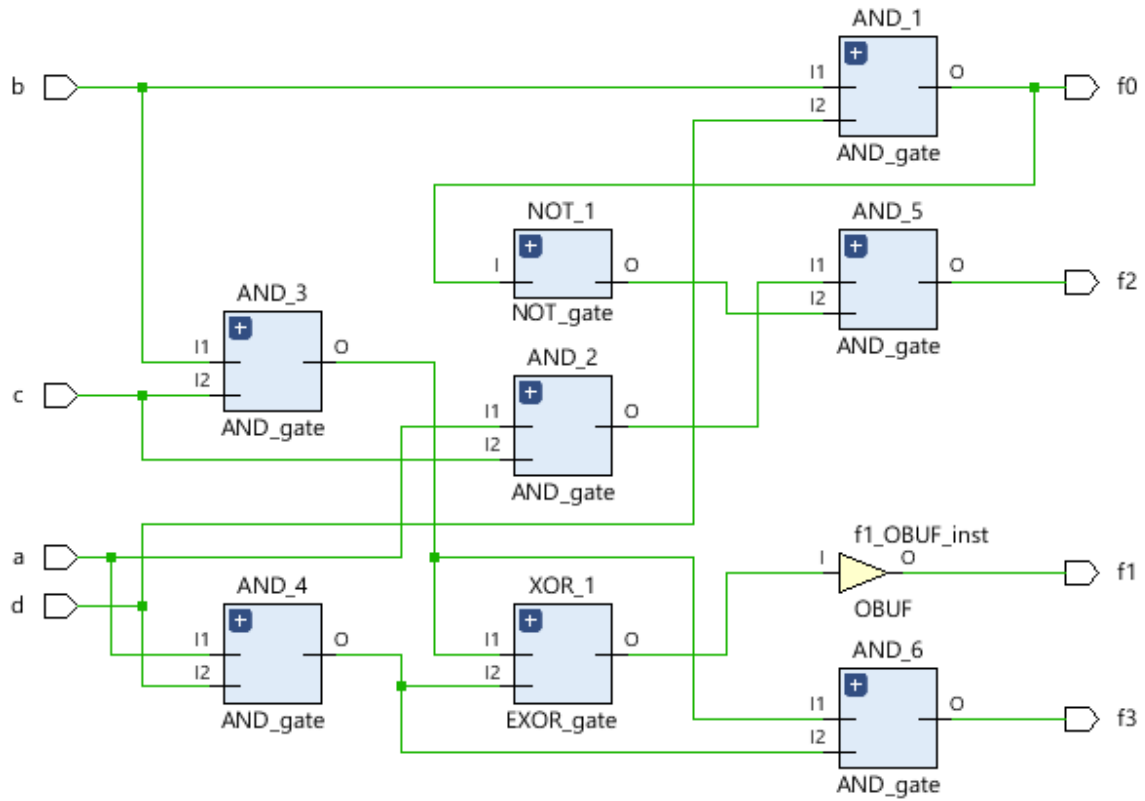 AND_1
b
I1
O
f0
I2
AND_gate
NOT_1
AND_5
I
O
I1
O
f2
I2
NOT_gate
AND_gate
AND_3
I1
O
I2
AND_gate
c
AND_2
I1
O
I2
AND_gate
a
d
f1_OBUF_inst
I
O
f1
OBUF
AND_4
I1
O
I2
AND_gate
XOR_1
I1
O
I2
EXOR_gate
AND_6
I1
O
f3
I2
AND_gate